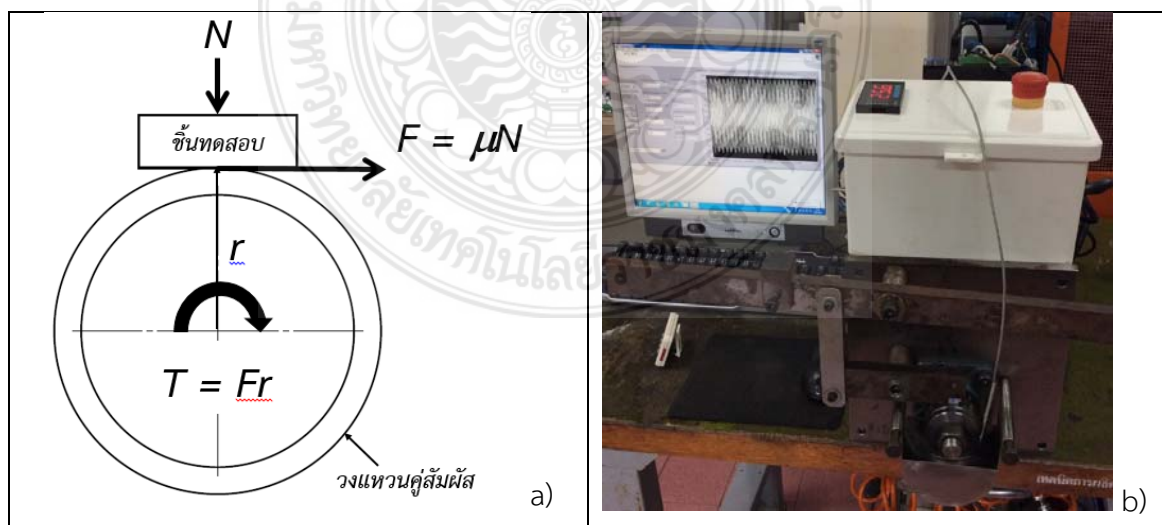 N
ชิ้นทดสอบ
F = μN
r
T = Fr
วงแหวนคู่สัมผัส
a)
b)